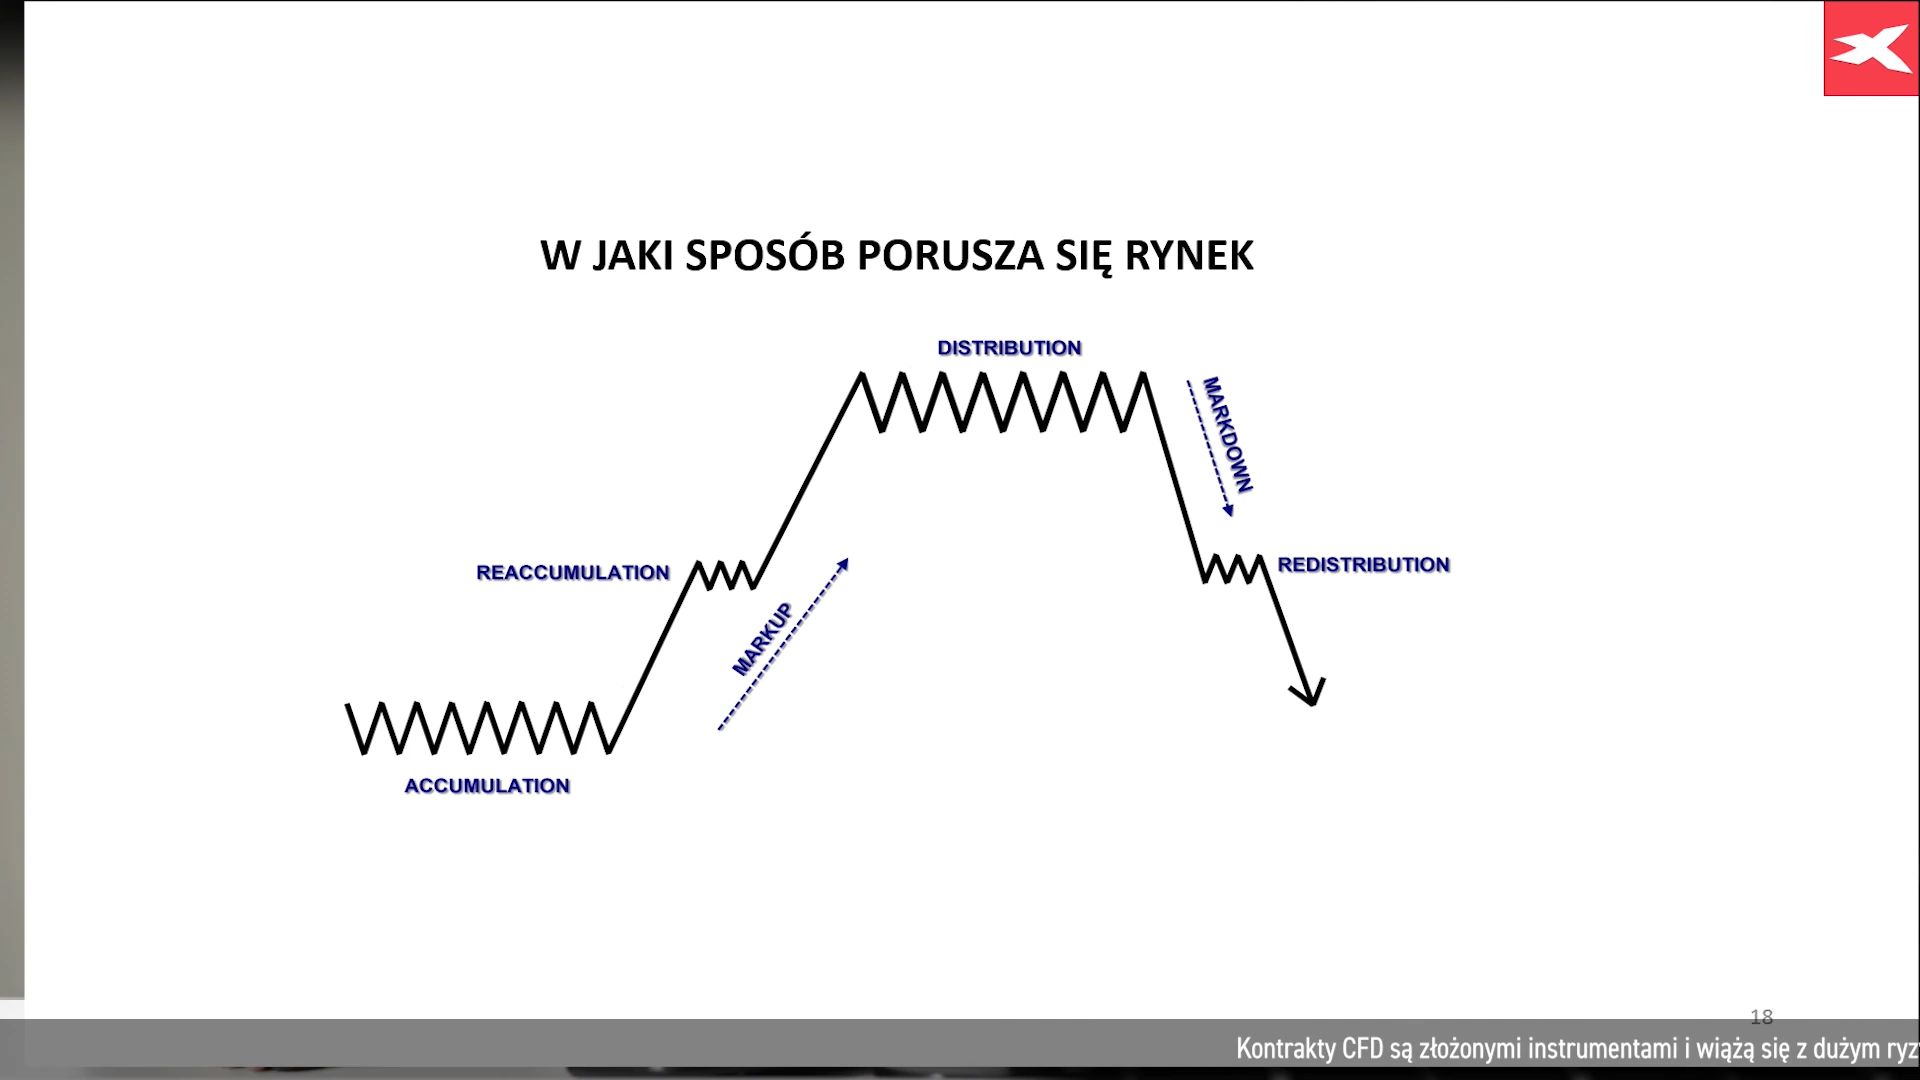 W JAKI SPOSÓB PORUSZA SIĘ RYNEK
DISTRIBUTION
MARKDOWN
REACCUMULATION
REDISTRIBUTION
MARKUP
ACCUMULATION
18
Kontrakty CFD są złożonymi instrumentami i wiążą się z dużym